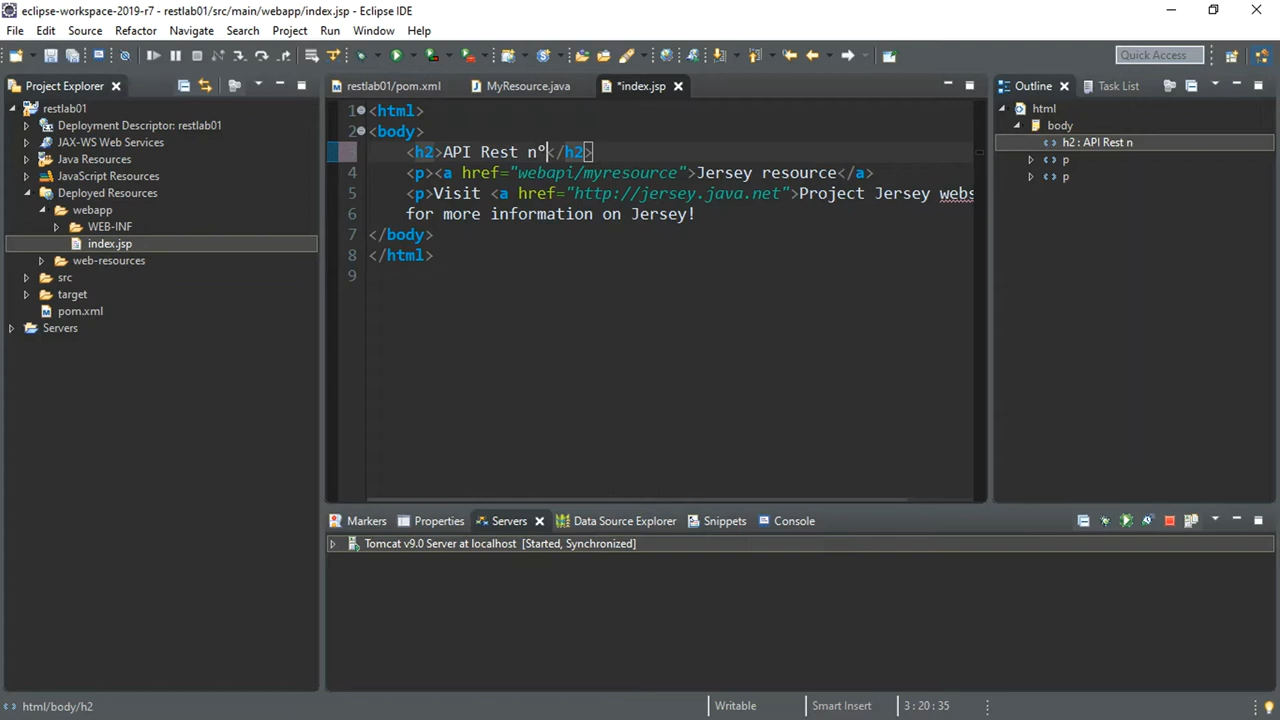 eclipse-workspace-2019-r7 - restlab01/src/main/webapp/index.jsp - Eclipse IDE
File Edit Source Refactor Navigate Search Project Run Window Help
Quick Access
Project Explorer
restlab01
Deployment Descriptor: restlab01
JAX-WS Web Services
Java Resources
JavaScript Resources
Deployed Resources
webapp
WEB-INF
index.jsp
web-resources
src
target
pom.xml
Servers
restlab01/pom.xml MyResource.java *index.jsp
1 <html>
2 <body>
<h2>API Rest nº</h2>
4 <p><a href="webapi/myresource">Jersey resource</a>
5 <p>Visit <a href="http://jersey.java.net">Project Jersey webs
6 for more information on Jersey!
7 </body>
8 </html>
9
Outline Task List
html
body
h2 : API Rest n
p
p
Markers Properties Servers Data Source Explorer Snippets Console
Tomcat v9.0 Server at localhost [Started, Synchronized]
html/body/h2 Writable Smart Insert 3 : 20 : 35